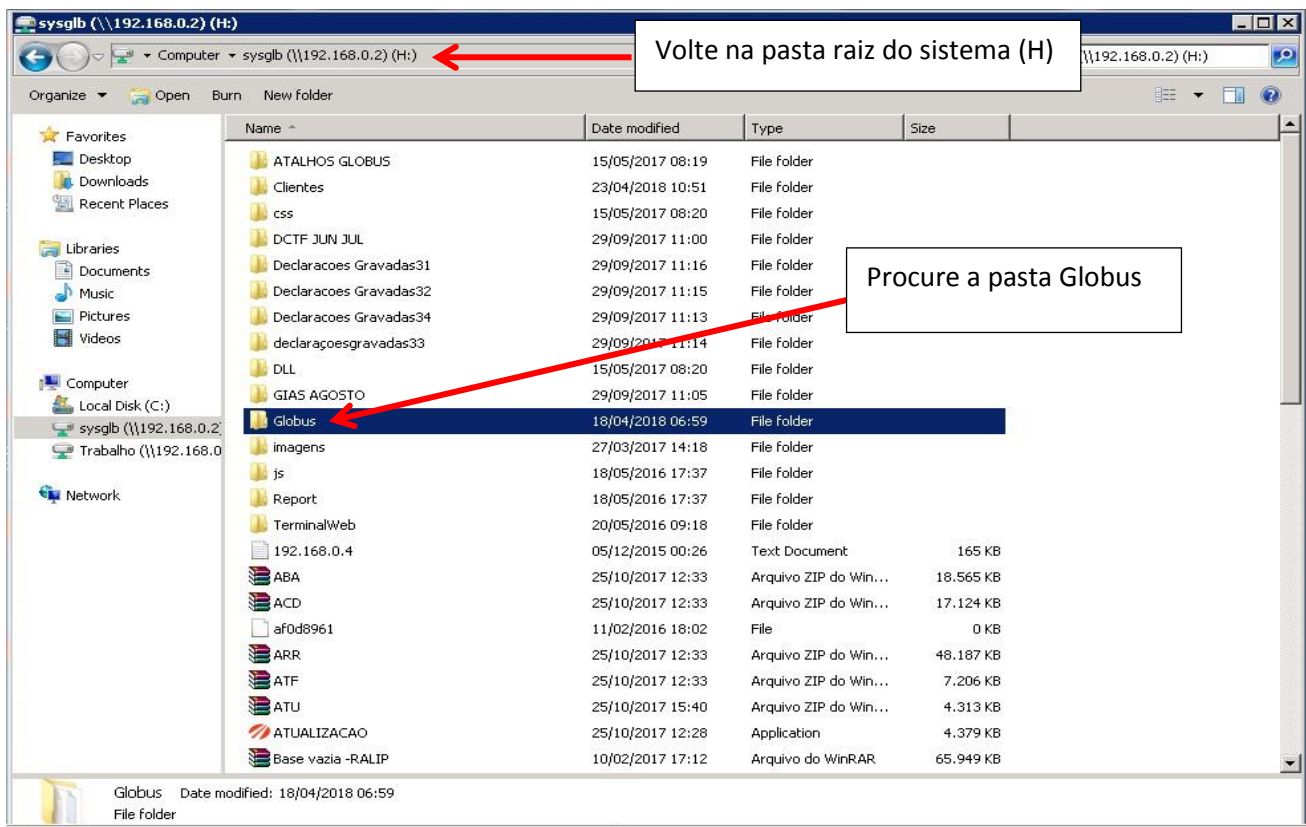 sysglb (\\192.168.0.2) (H:)
Volte na pasta raiz do sistema (H)
Computer sysglb (\\192.168.0.2) (H:)
\\192.168.0.2) (H:)
Organize Open Burn New folder
Favorites
Desktop
Downloads
Recent Places
Libraries
Documents
Music
Pictures
Videos
Computer
Local Disk (C:)
sysglb (\\192.168.0.2
Trabalho (\\192.168.0
Network
Name Date modified Type Size
ATALHOS GLOBUS 15/05/2017 08:19 File folder
Clientes 23/04/2018 10:51 File folder
css 15/05/2017 08:20 File folder
DCTF JUN JUL 29/09/2017 11:00 File folder
Declaracoes Gravadas31 29/09/2017 11:16 File folder
Declaracoes Gravadas32 29/09/2017 11:15 File folder
Declaracoes Gravadas34 29/09/2017 11:13 File folder
declaraçoesgravadas33 29/09/2017 11:14 File folder
DLL 15/05/2017 08:20 File folder
GIAS AGOSTO 29/09/2017 11:05 File folder
Globus 18/04/2018 06:59 File folder
imagens 27/03/2017 14:18 File folder
js 18/05/2016 17:37 File folder
Report 18/05/2016 17:37 File folder
TerminalWeb 20/05/2016 09:18 File folder
192.168.0.4 05/12/2015 00:26 Text Document 165 KB
ABA 25/10/2017 12:33 Arquivo ZIP do Win... 18.565 KB
ACD 25/10/2017 12:33 Arquivo ZIP do Win... 17.124 KB
af0d8961 11/02/2016 18:02 File 0 KB
ARR 25/10/2017 12:33 Arquivo ZIP do Win... 48.187 KB
ATF 25/10/2017 12:33 Arquivo ZIP do Win... 7.206 KB
ATU 25/10/2017 15:40 Arquivo ZIP do Win... 4.313 KB
ATUALIZACAO 25/10/2017 12:28 Application 4.379 KB
Base vazia -RALIP 10/02/2017 17:12 Arquivo do WinRAR 65.949 KB
Procure a pasta Globus
Globus Date modified: 18/04/2018 06:59
File folder